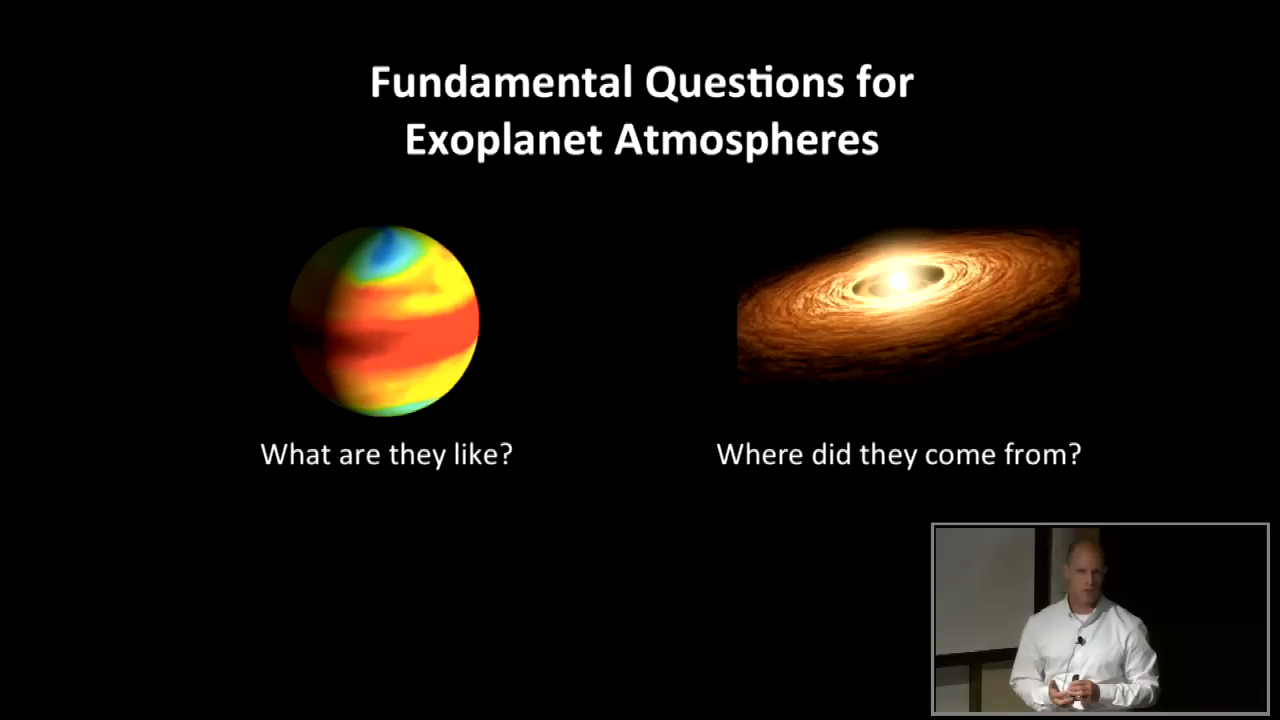 Fundamental Questions for
Exoplanet Atmospheres
What are they like?
Where did they come from?